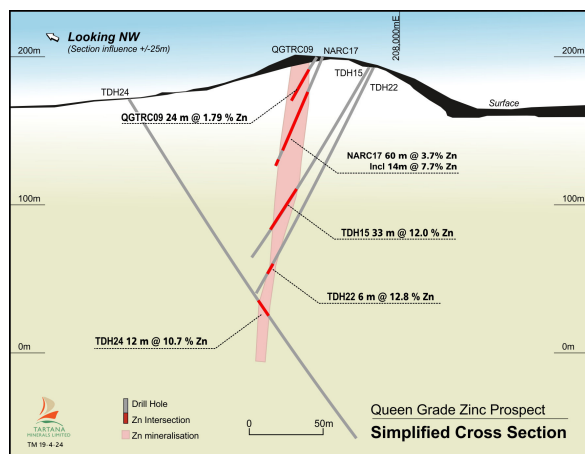 Looking NW
(Section influence +/-25m)
208,000mE
QGTRC09
NARC17
200m
200m
TDH15
TDH22
TDH24
Surface
QGTRC09 24 m @ 1.79 % Zn
NARC17 60 m @ 3.7% Zn
Incl 14m @ 7.7% Zn
100m
100m
TDH15 33 m @ 12.0 % Zn
TDH22 6 m @ 12.8 % Zn
TDH24 12 m @ 10.7 % Zn
0m
0m
Drill Hole
Zn Intersection
Zn mineralisation
0
50m
TARTANA
MINERALS LIMITED
TM 19-4-24
Queen Grade Zinc Prospect
Simplified Cross Section